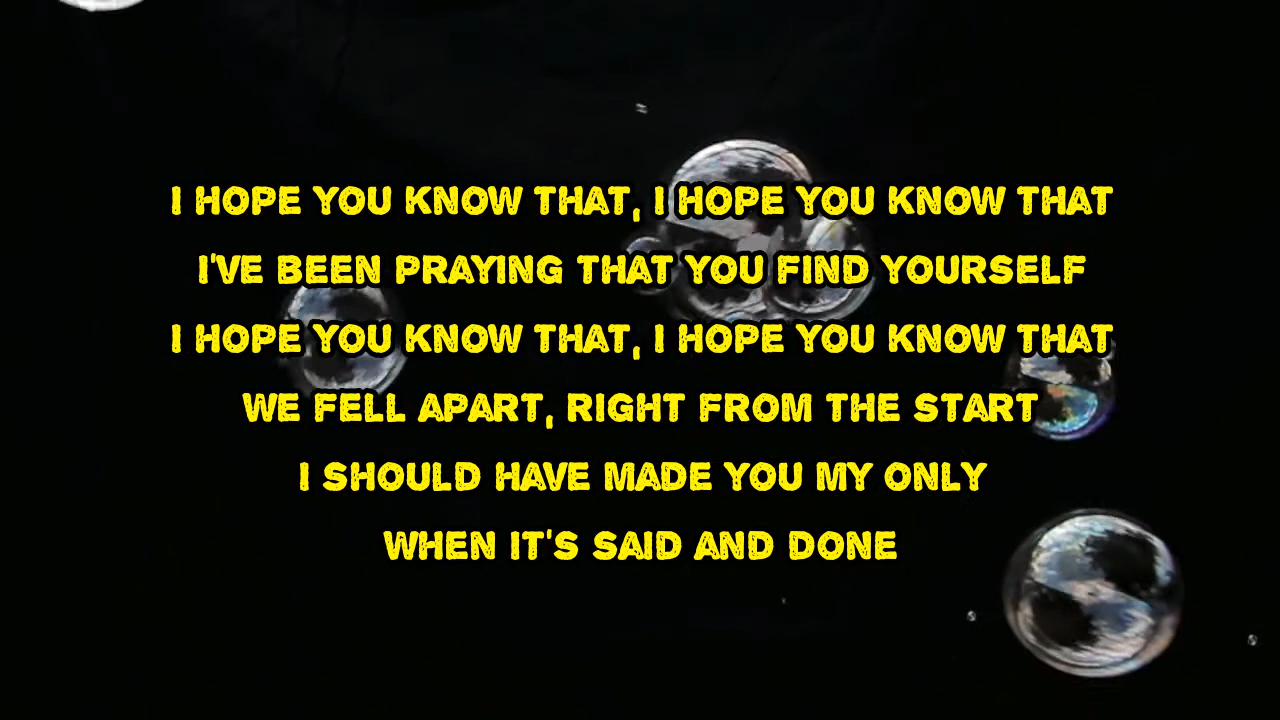 I HOPE YOU KNOW THAT, I HOPE YOU KNOW THAT
I'VE BEEN PRAYING THAT YOU FIND YOURSELF
I HOPE YOU KNOW THAT, I HOPE YOU KNOW THAT
WE FELL APART, RIGHT FROM THE START
I SHOULD HAVE MADE YOU MY ONLY
WHEN IT'S SAID AND DONE